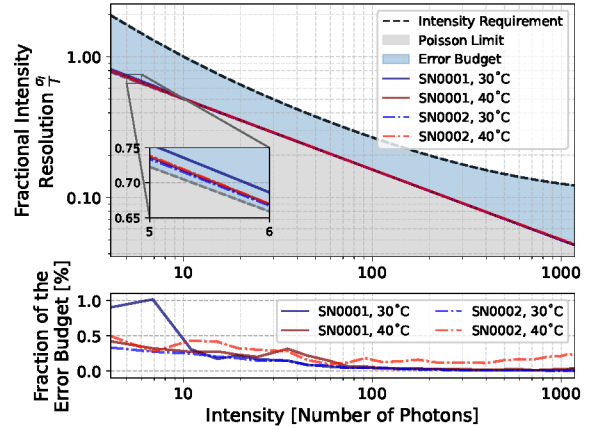 Fractional Intensity
Resolution σI/I
1.00
0.10
Intensity Requirement
Poisson Limit
Error Budget
SN0001, 30°C
SN0001, 40°C
SN0002, 30°C
SN0002, 40°C
0.75
0.70
0.65
5
6
10
100
1000
Fraction of the
Error Budget [%]
1.0
0.5
0.0
SN0001, 30°C
SN0001, 40°C
SN0002, 30°C
SN0002, 40°C
10
100
1000
Intensity [Number of Photons]